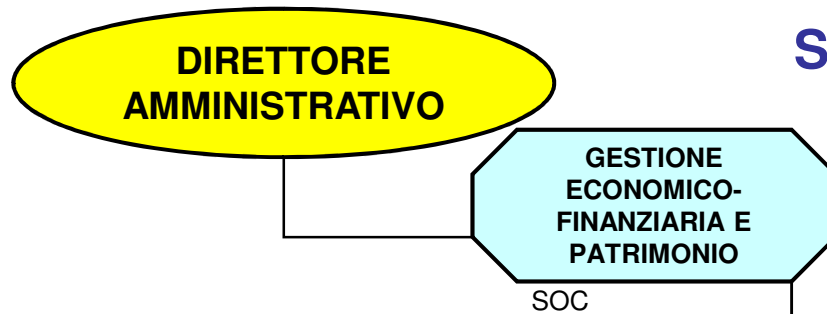 DIRETTORE
AMMINISTRATIVO
S
GESTIONE
ECONOMICO-
FINANZIARIA E
PATRIMONIO
SOC